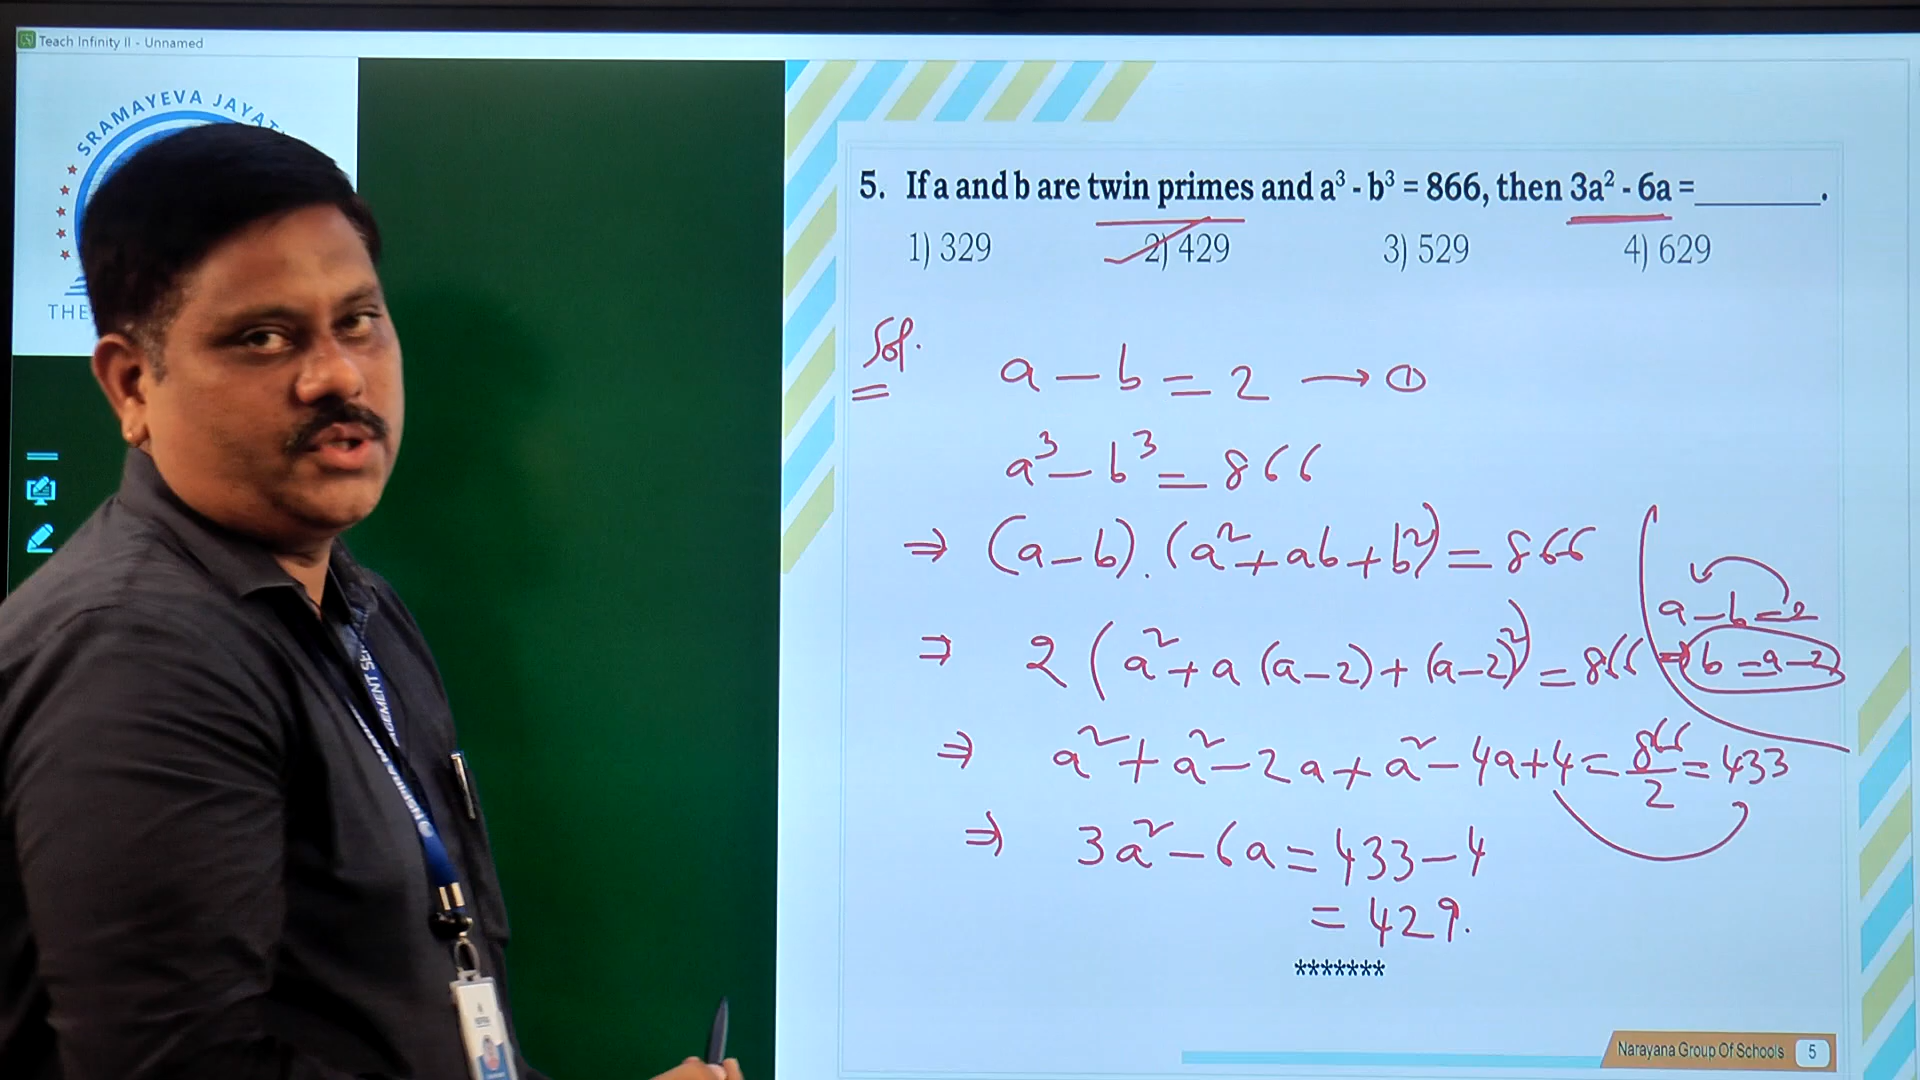 Teach Infinity II - Unnamed
SRAMAYEVA JAYAT
THE
5. If a and b are twin primes and a³ - b³ = 866, then 3a² - 6a = ________.
1) 329 2) 429 3) 529 4) 629
Sol.
a - b = 2 → ①
a³ - b³ = 866
⇒ (a - b) . (a² + ab + b²) = 866
a - b = 2
⇒ b = a - 2
⇒ 2 (a² + a (a - 2) + (a - 2)²) = 866
⇒ a² + a² - 2a + a² - 4a + 4 = 866/2 = 433
⇒ 3a² - 6a = 433 - 4
= 429.
*******
Narayana Group Of Schools 5